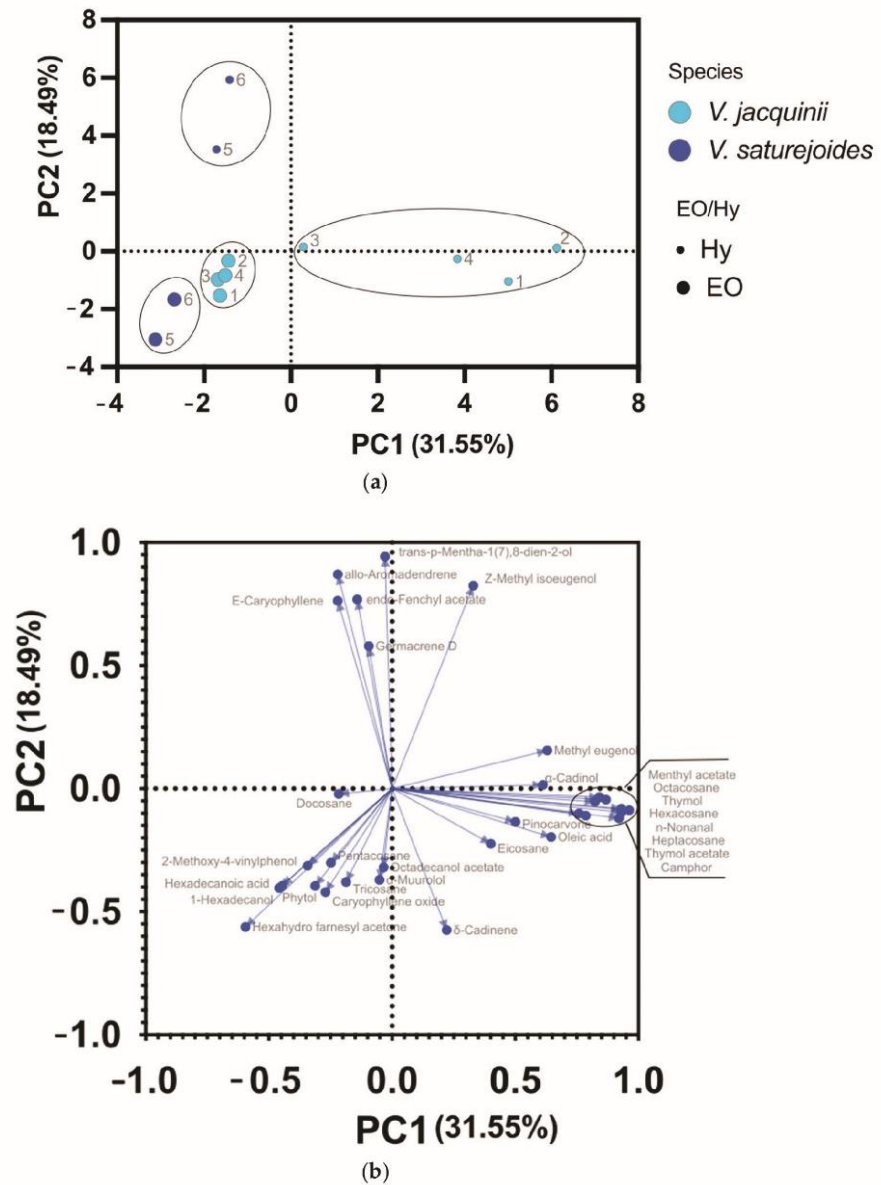 8
6
4
2
0
-2
-4
PC2 (18.49%)
6
5
3
2
4
1
2
3
4
1
6
5
-4
-2
0
2
4
6
8
PC1 (31.55%)
Species
V. jacquinii
V. saturejoides
EO/Hy
Hy
EO
(a)
1.0
0.5
0.0
-0.5
-1.0
PC2 (18.49%)
trans-p-Mentha-1(7),8-dien-2-ol
allo-Aromadendrene
Z-Methyl isoeugenol
E-Caryophyllene
endo-Fenchyl acetate
Germacrene D
Methyl eugenol
α-Cadinol
Docosane
Menthyl acetate
Octacosane
Thymol
Hexacosane
n-Nonanal
Heptacosane
Thymol acetate
Camphor
Pinocarvone
Oleic acid
Eicosane
2-Methoxy-4-vinylphenol
Pentacosane
Octadecanol acetate
Hexadecanoic acid
α-Muurolol
1-Hexadecanol
Phytol
Tricosane
Caryophyllene oxide
Hexahydro farnesyl acetone
δ-Cadinene
-1.0
-0.5
0.0
0.5
1.0
PC1 (31.55%)
(b)